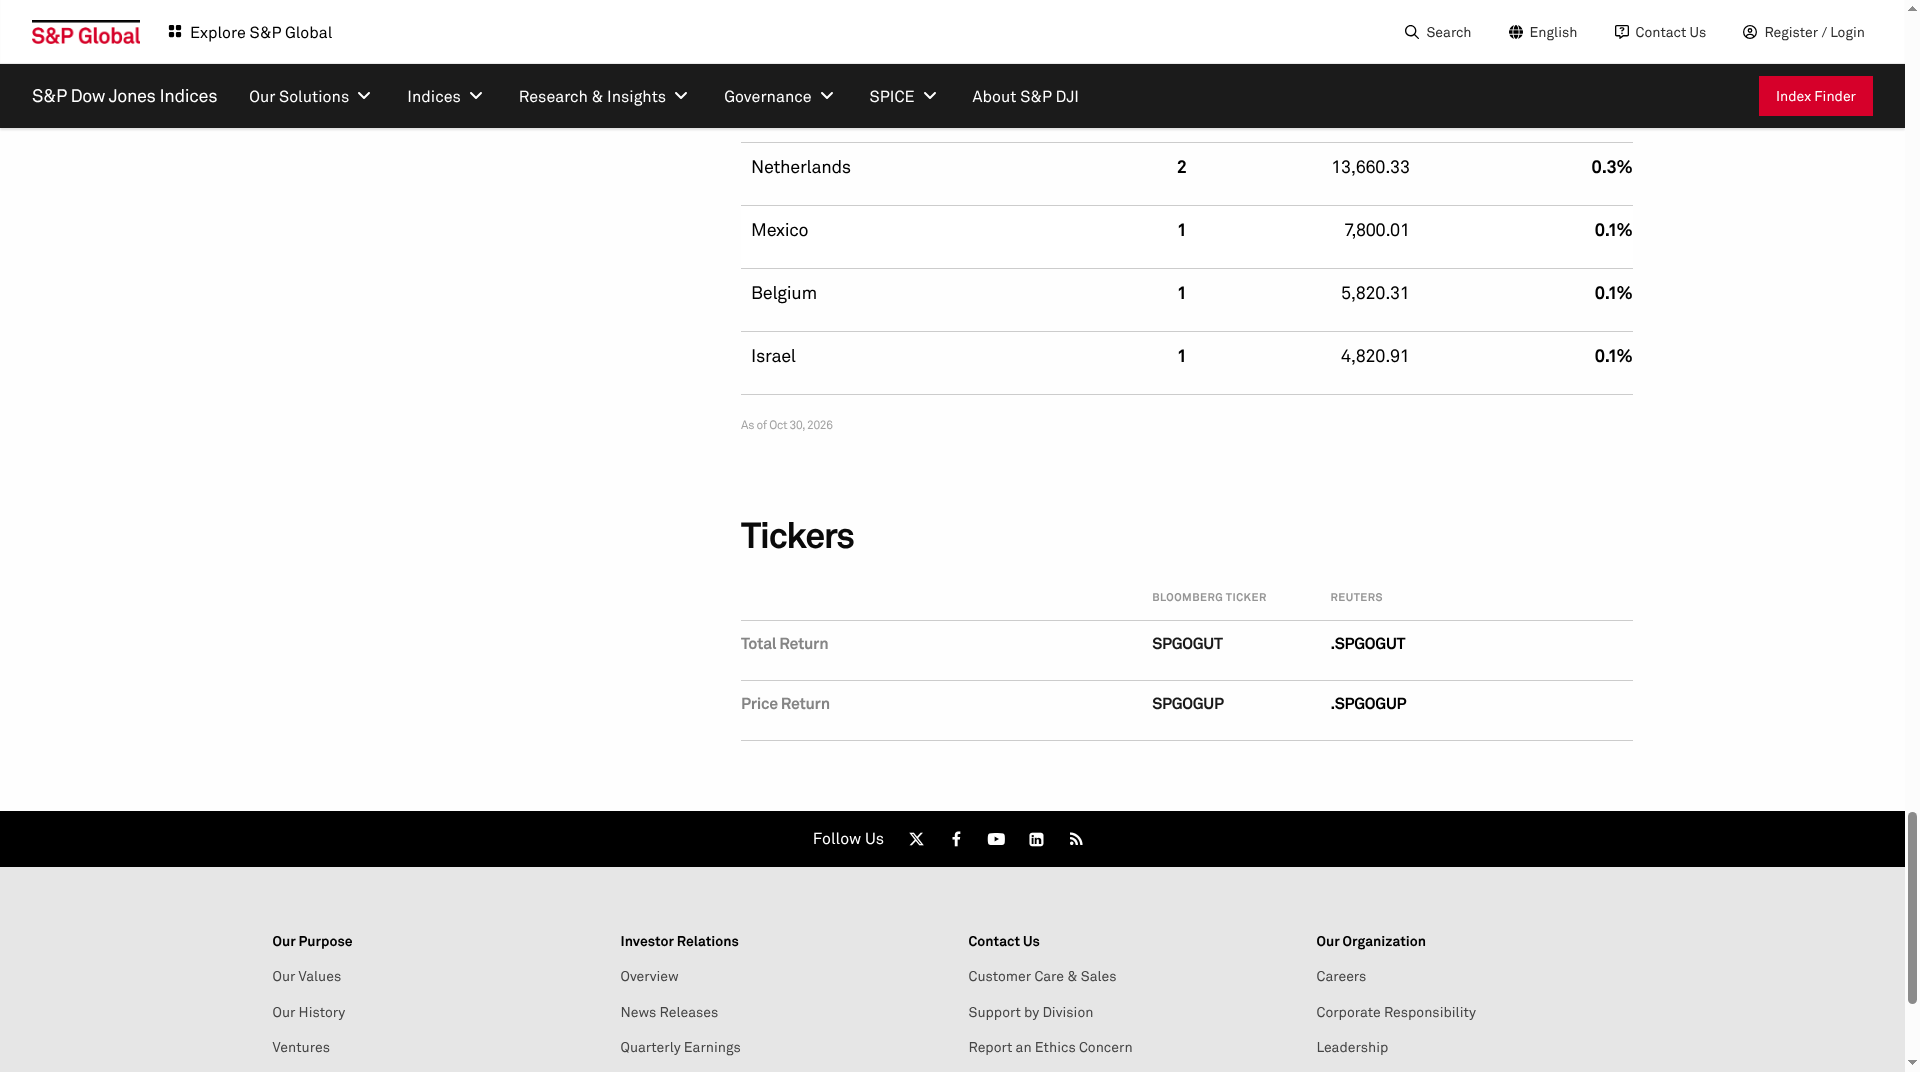 S&P Global
Explore S&P Global
Search
English
Contact Us
Register / Login
S&P Dow Jones Indices
Our Solutions
Indices
Research & Insights
Governance
SPICE
About S&P DJI
Index Finder
Netherlands 2 13,660.33 0.3%
Mexico 1 7,800.01 0.1%
Belgium 1 5,820.31 0.1%
Israel 1 4,820.91 0.1%
As of Oct 30, 2026
Tickers
BLOOMBERG TICKER REUTERS
Total Return SPGOGUT .SPGOGUT
Price Return SPGOGUP .SPGOGUP
Follow Us
Our Purpose
Our Values
Our History
Ventures
Investor Relations
Overview
News Releases
Quarterly Earnings
Contact Us
Customer Care & Sales
Support by Division
Report an Ethics Concern
Our Organization
Careers
Corporate Responsibility
Leadership